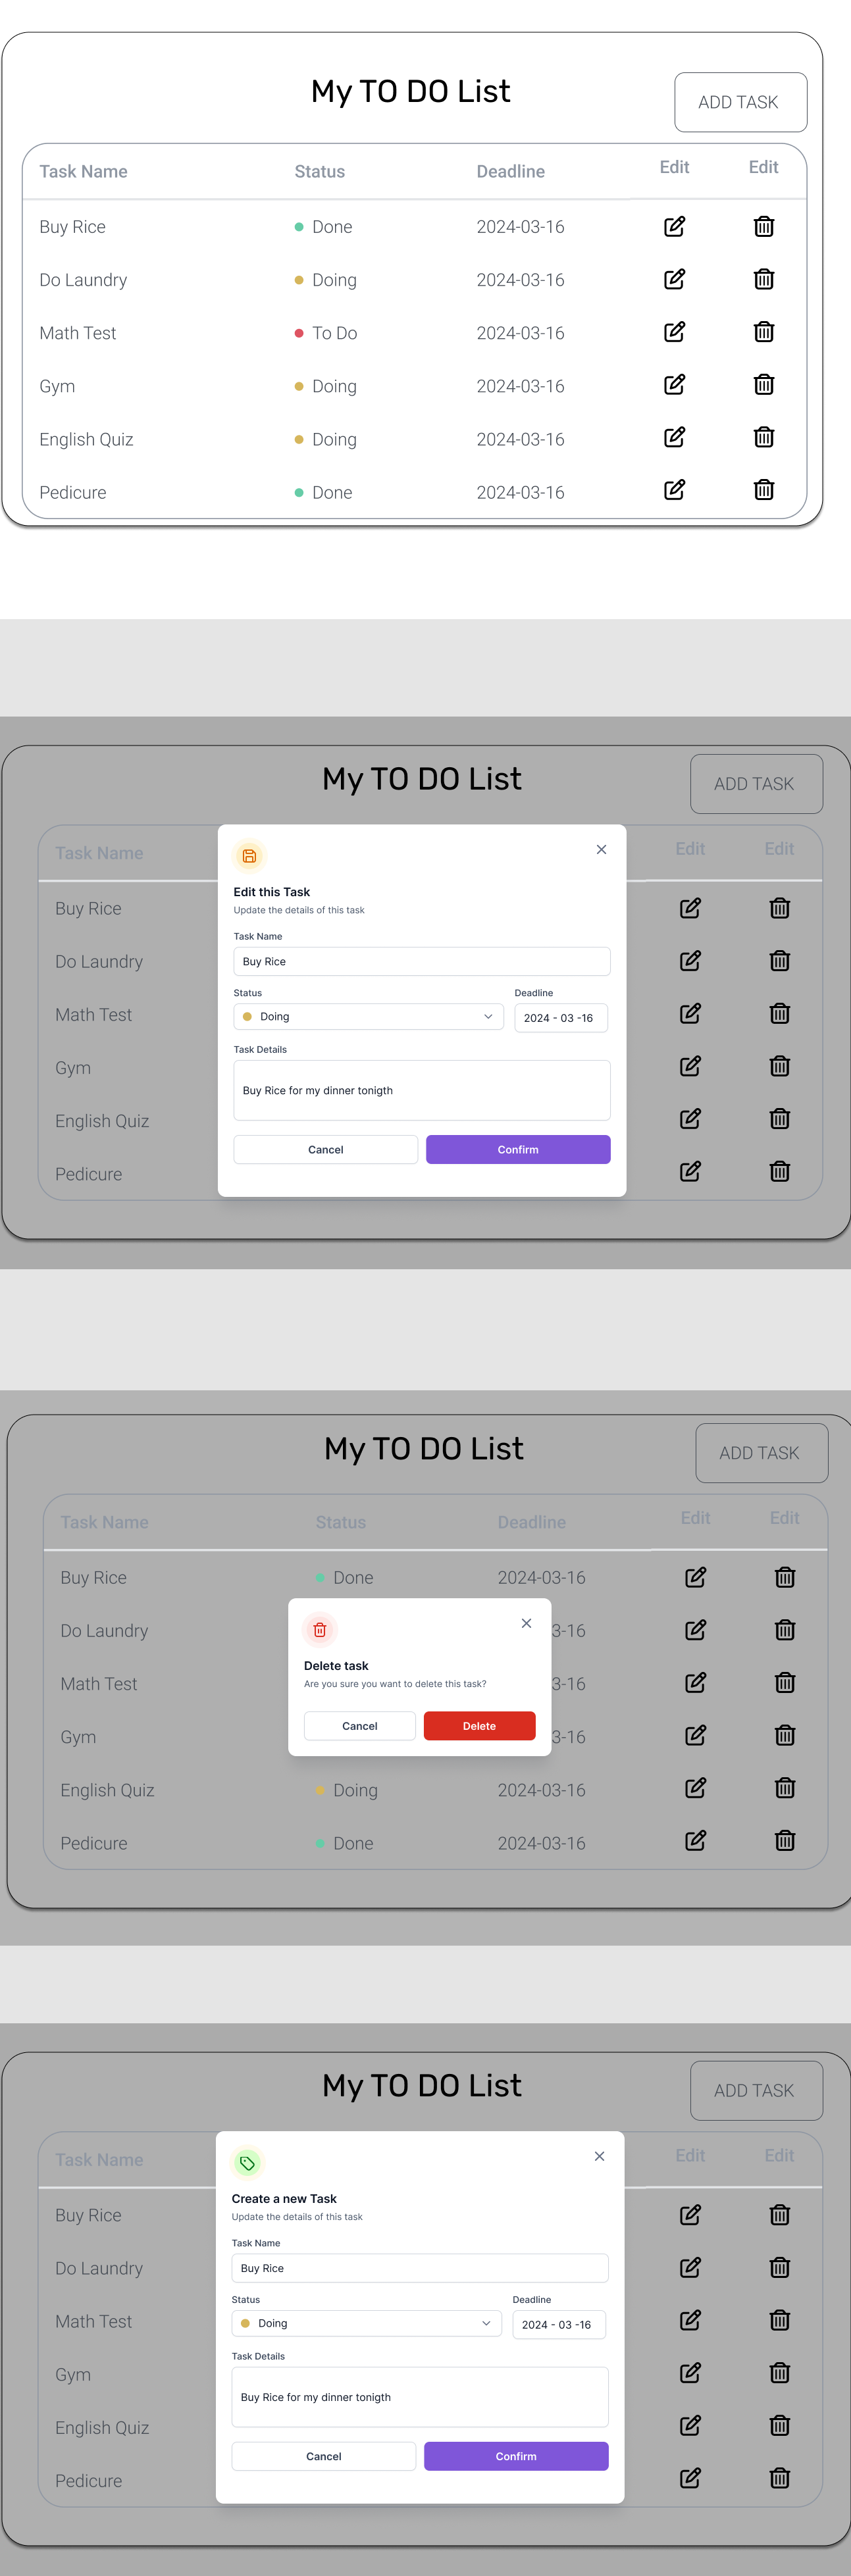 My TO DO List
ADD TASK
Task Name Status Deadline Edit Edit
Buy Rice Done 2024-03-16
Do Laundry Doing 2024-03-16
Math Test To Do 2024-03-16
Gym Doing 2024-03-16
English Quiz Doing 2024-03-16
Pedicure Done 2024-03-16
My TO DO List
ADD TASK
Task Name Edit Edit
Buy Rice
Do Laundry
Math Test
Gym
English Quiz
Pedicure
Edit this Task
Update the details of this task
Task Name
Buy Rice
Status Deadline
Doing 2024 - 03 -16
Task Details
Buy Rice for my dinner tonigth
Cancel Confirm
My TO DO List
ADD TASK
Task Name Status Deadline Edit Edit
Buy Rice Done 2024-03-16
Do Laundry 3-16
Math Test 3-16
Gym 3-16
English Quiz Doing 2024-03-16
Pedicure Done 2024-03-16
Delete task
Are you sure you want to delete this task?
Cancel Delete
My TO DO List
ADD TASK
Task Name Edit Edit
Buy Rice
Do Laundry
Math Test
Gym
English Quiz
Pedicure
Create a new Task
Update the details of this task
Task Name
Buy Rice
Status Deadline
Doing 2024 - 03 -16
Task Details
Buy Rice for my dinner tonigth
Cancel Confirm